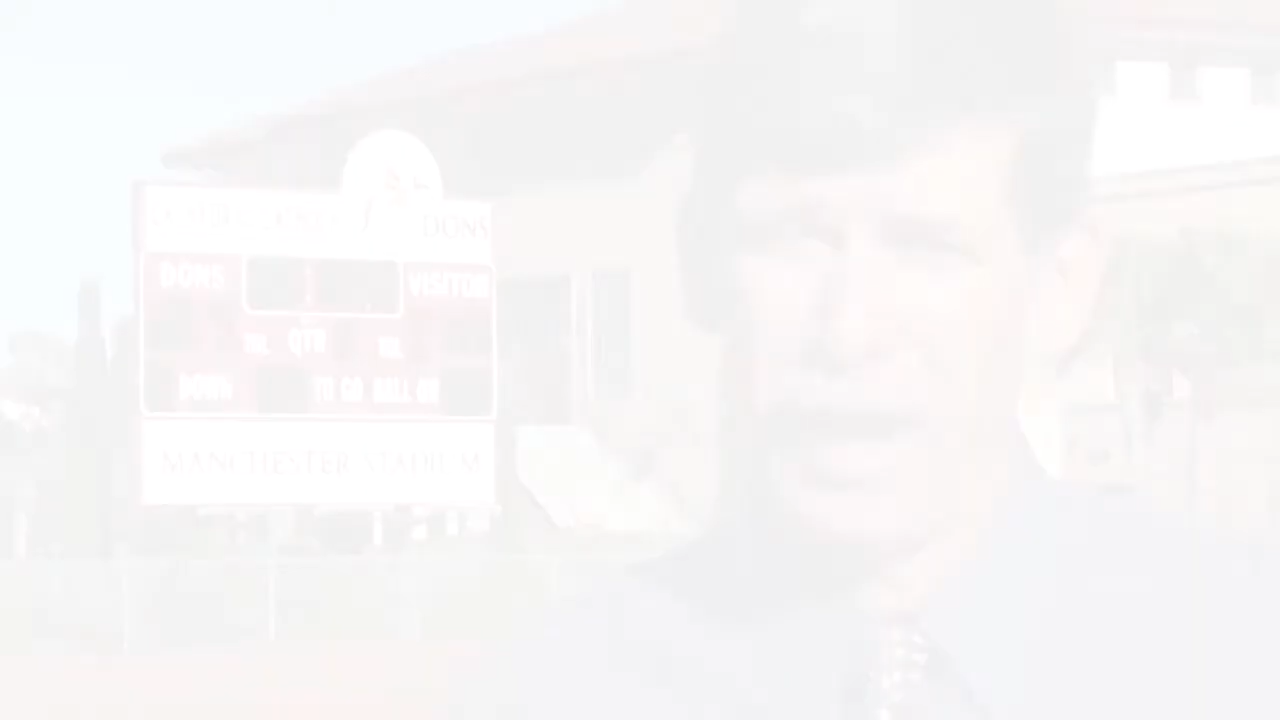 DONS
DONS VISITOR
QTR
DOWN TO GO BALL ON
MANCHESTER STADIUM